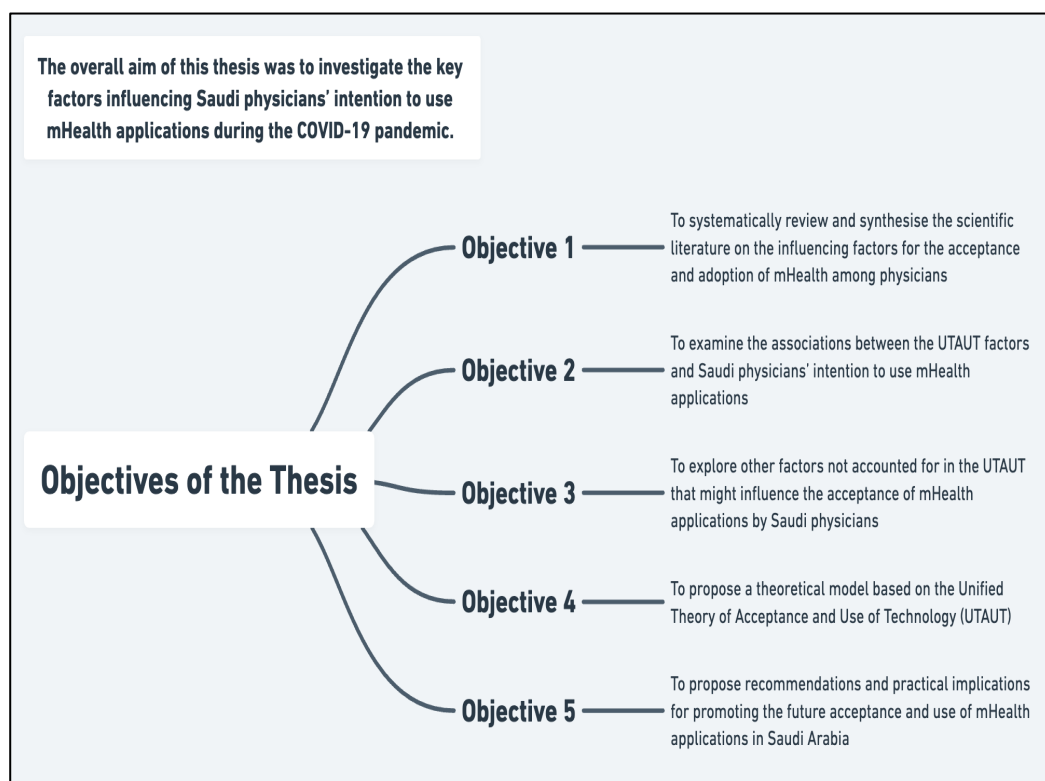 The overall aim of this thesis was to investigate the key
factors influencing Saudi physicians' intention to use
mHealth applications during the COVID-19 pandemic.
Objectives of the Thesis
Objective 1
To systematically review and synthesise the scientific
literature on the influencing factors for the acceptance
and adoption of mHealth among physicians
Objective 2
To examine the associations between the UTAUT factors
and Saudi physicians' intention to use mHealth
applications
Objective 3
To explore other factors not accounted for in the UTAUT
that might influence the acceptance of mHealth
applications by Saudi physicians
Objective 4
To propose a theoretical model based on the Unified
Theory of Acceptance and Use of Technology (UTAUT)
Objective 5
To propose recommendations and practical implications
for promoting the future acceptance and use of mHealth
applications in Saudi Arabia